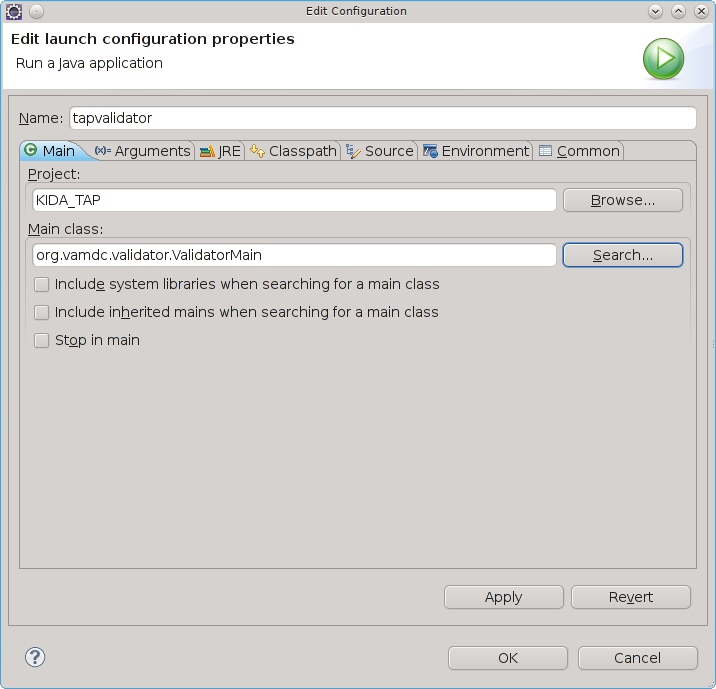 Edit Configuration
Edit launch configuration properties
Run a Java application
Name: tapvalidator
Main (x)= Arguments JRE Classpath Source Environment Common
Project:
KIDA_TAP Browse...
Main class:
org.vamdc.validator.ValidatorMain Search...
Include system libraries when searching for a main class
Include inherited mains when searching for a main class
Stop in main
Apply Revert
? OK Cancel